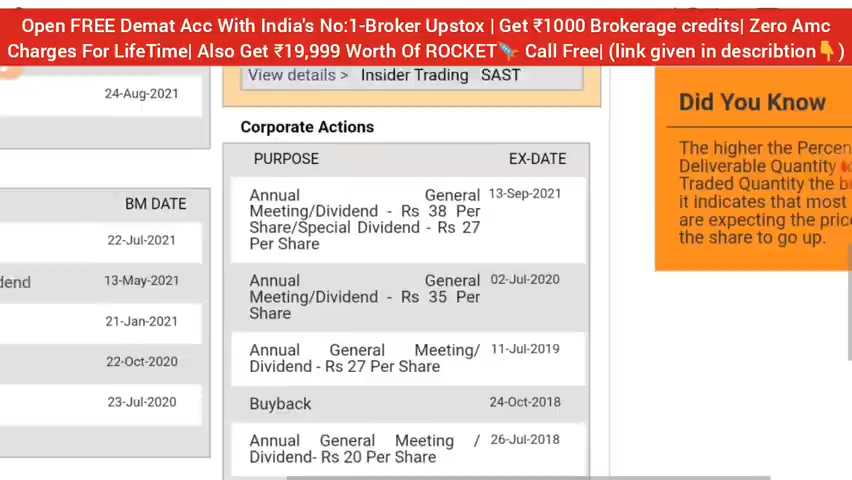 Open FREE Demat Acc With India's No:1-Broker Upstox | Get ₹1000 Brokerage credits| Zero Amc
Charges For LifeTime| Also Get ₹19,999 Worth Of ROCKET🚀 Call Free| (link given in describtion👇)
View details > Insider Trading SAST
24-Aug-2021
BM DATE
22-Jul-2021
dend 13-May-2021
21-Jan-2021
22-Oct-2020
23-Jul-2020
Corporate Actions
PURPOSE EX-DATE
Annual General 13-Sep-2021
Meeting/Dividend - Rs 38 Per
Share/Special Dividend - Rs 27
Per Share
Annual General 02-Jul-2020
Meeting/Dividend - Rs 35 Per
Share
Annual General Meeting/ 11-Jul-2019
Dividend - Rs 27 Per Share
Buyback 24-Oct-2018
Annual General Meeting / 26-Jul-2018
Dividend- Rs 20 Per Share
Did You Know
The higher the Percen
Deliverable Quantity
Traded Quantity the b
it indicates that most
are expecting the price
the share to go up.